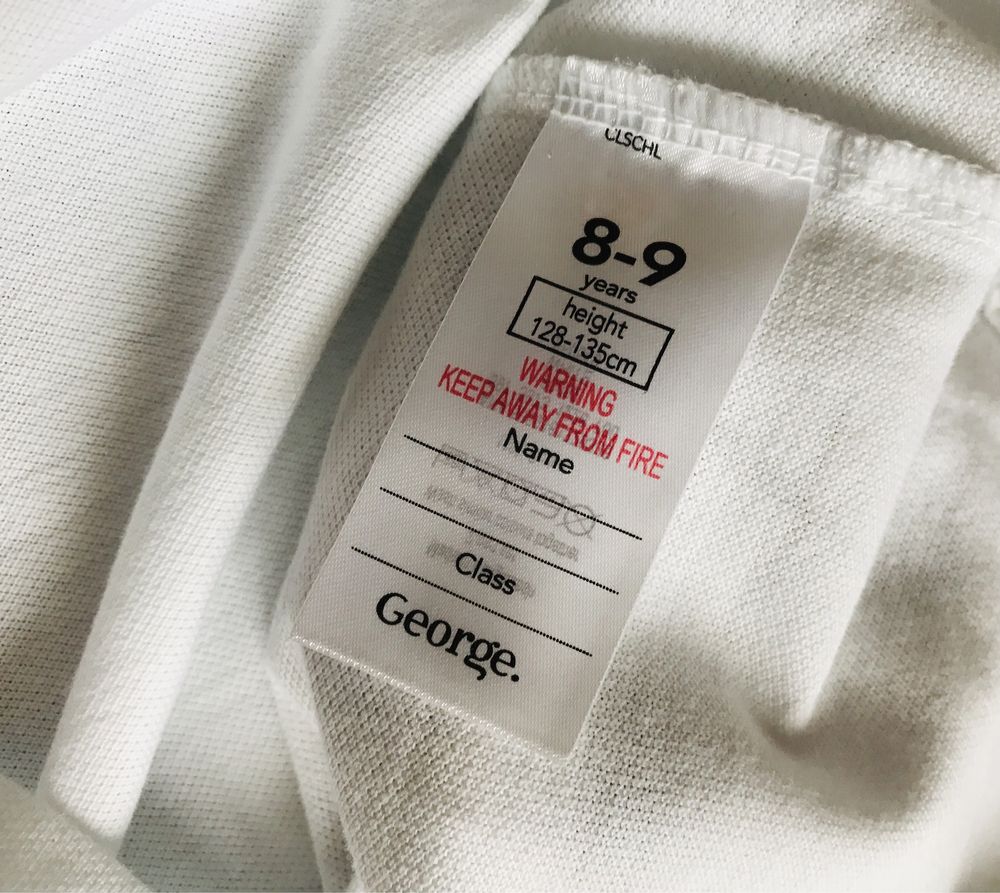 CLSCHL
8-9
years
height
128-135cm
WARNING
KEEP AWAY FROM FIRE
Name
Class
George.